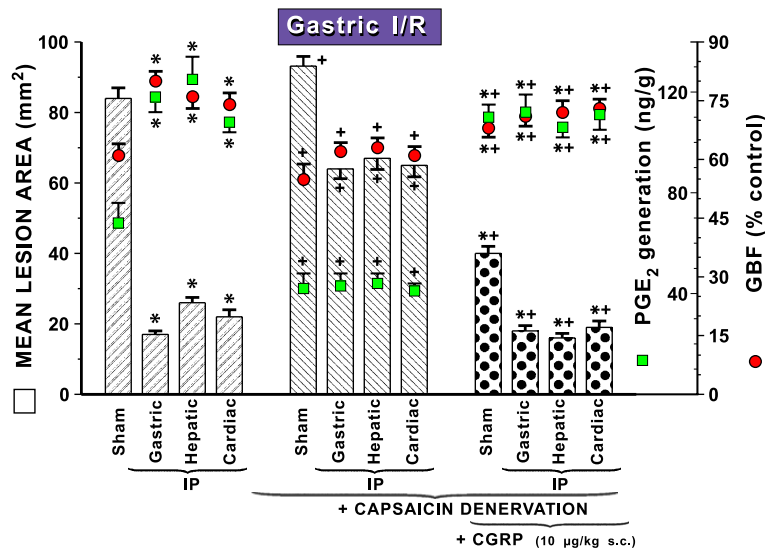 Gastric I/R
MEAN LESION AREA (mm²)
100
80
60
40
20
0
*
*
*
*
*
*
*
*
*
+
+
+
+
+
+
+
+
+
+
+
+
*+
*+
*+
*+
*+
*+
*+
*+
*+
*+
*+
*+
120
80
40
0
PGE₂ generation (ng/g)
90
75
60
45
30
15
0
GBF (% control)
Sham
Gastric
Hepatic
Cardiac
Sham
Gastric
Hepatic
Cardiac
Sham
Gastric
Hepatic
Cardiac
IP
IP
IP
+ CAPSAICIN DENERVATION
+ CGRP (10 µg/kg s.c.)